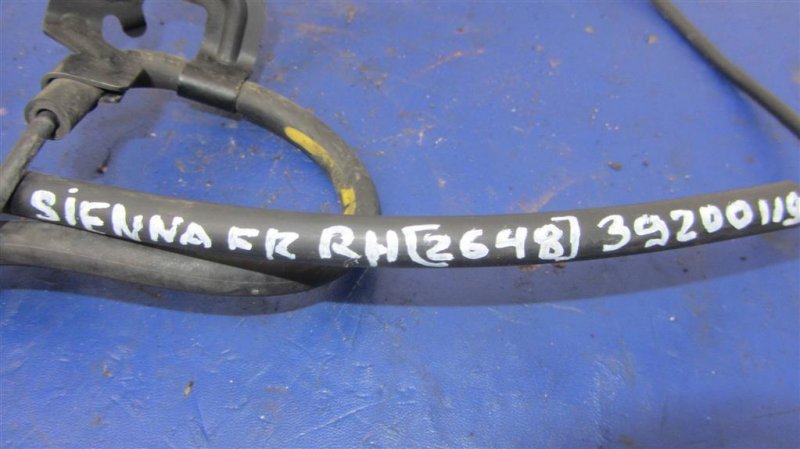 SiENNA FR RH [2648] 39200119